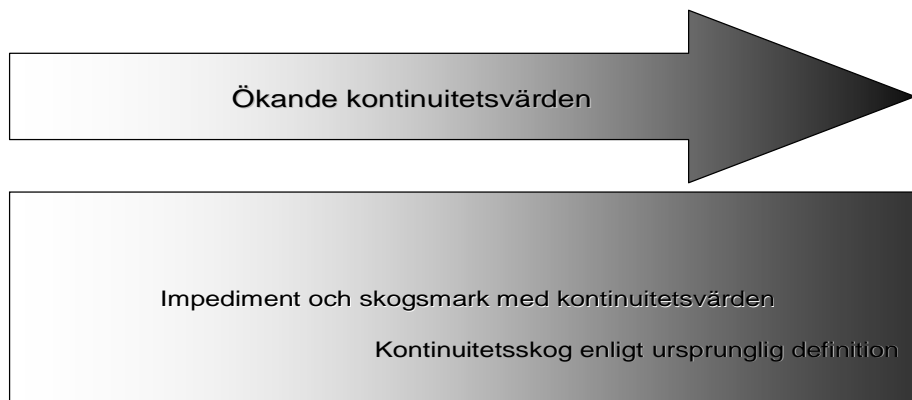 Ökande kontinuitetsvärden
Impediment och skogsmark med kontinuitetsvärden
Kontinuitetsskog enligt ursprunglig definition